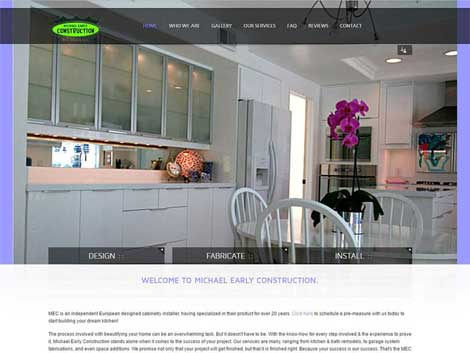 MICHAEL EARLY
CONSTRUCTION
HOME WHO WE ARE GALLERY OUR SERVICES FAQ REVIEWS CONTACT
DESIGN FABRICATE INSTALL
WELCOME TO MICHAEL EARLY CONSTRUCTION.
MEC is an independent European designed cabinetry installer, having specialized in their product for over 20 years. Click here to schedule a pre-measure with us today to
start building your dream kitchen!
The process involved with beautifying your home can be an overwhelming task. But it doesn't have to be. With the know-how for every step involved & the experience to prove
it, Michael Early Construction stands alone when it comes to the success of your project. Our services are many, ranging from kitchen & bath remodels, to garage system
fabrications, and even space additions. We promise not only that your project will get finished, but that it is finished right. Because your success is our success. That's the MEC